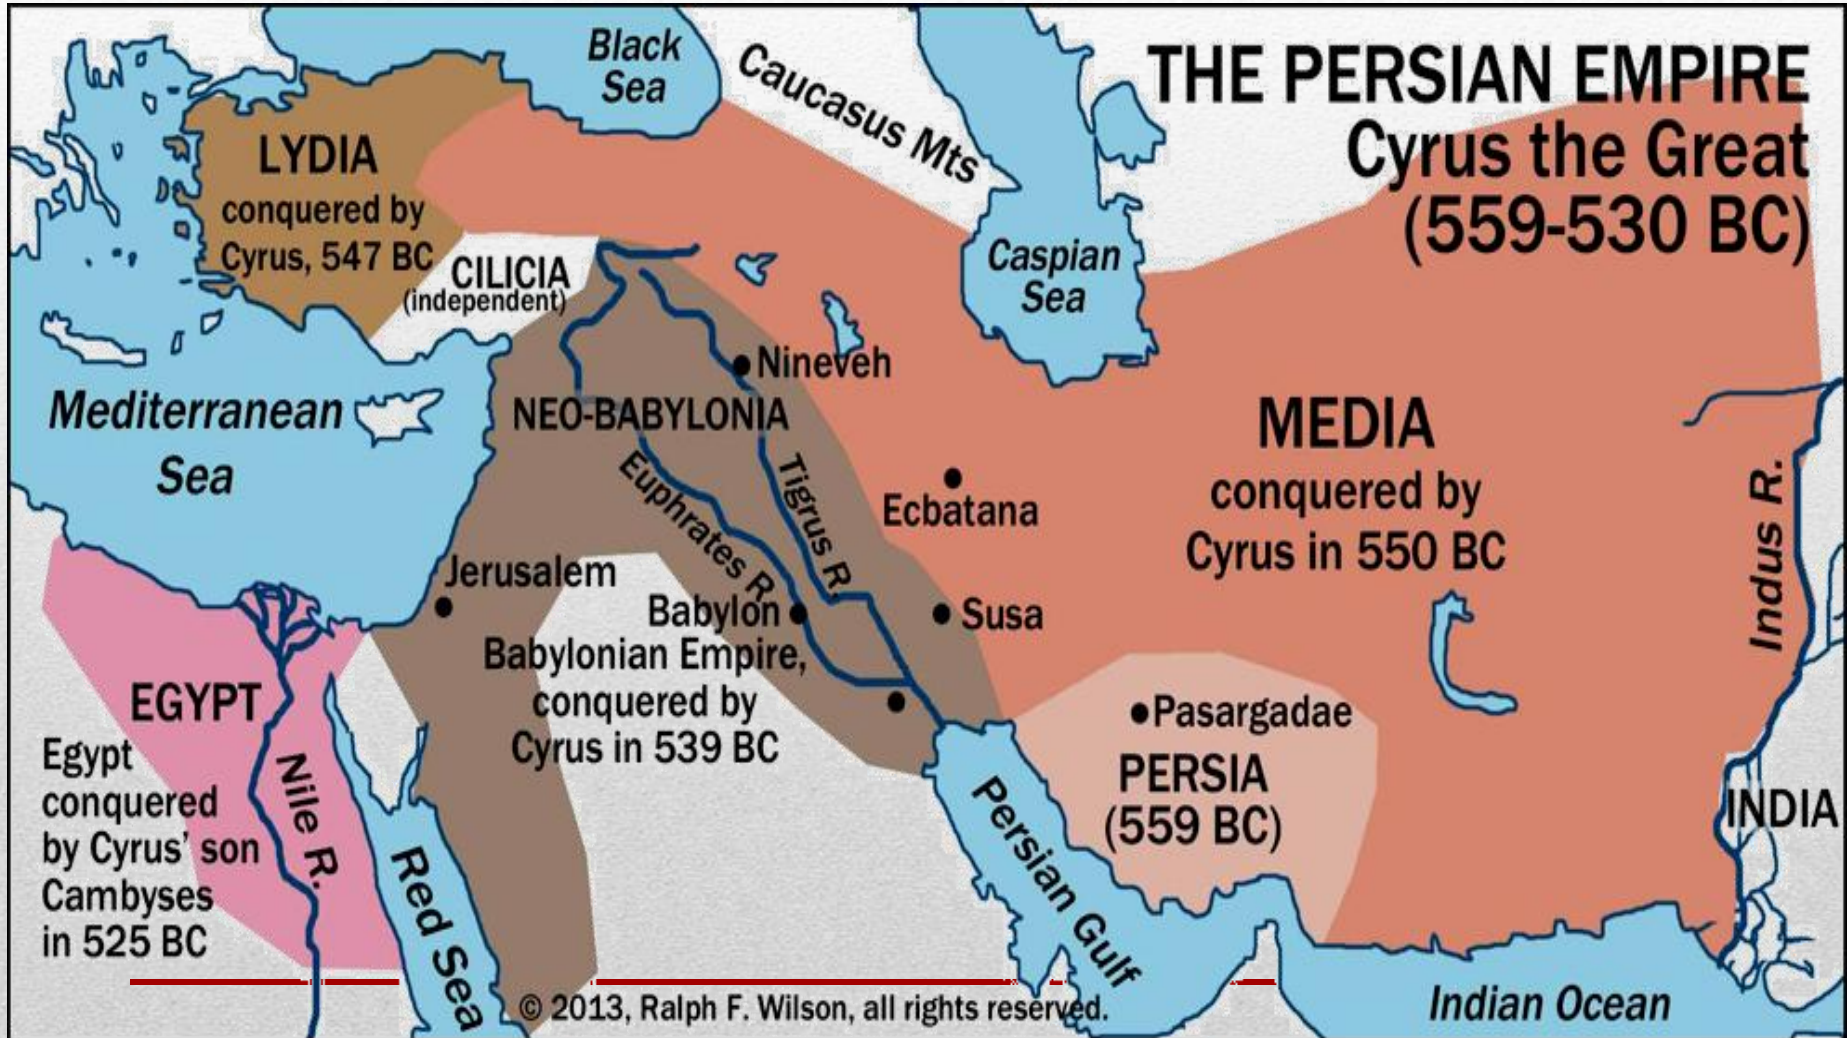 THE PERSIAN EMPIRE
Cyrus the Great
(559-530 BC)
Black
Sea
Caucasus Mts
Caspian
Sea
LYDIA
conquered by
Cyrus, 547 BC
CILICIA
(independent)
Mediterranean
Sea
Nineveh
NEO-BABYLONIA
Euphrates R.
Tigrus R.
Ecbatana
MEDIA
conquered by
Cyrus in 550 BC
Indus R.
Jerusalem
Babylon
Susa
Babylonian Empire,
conquered by
Cyrus in 539 BC
EGYPT
Egypt
conquered
by Cyrus' son
Cambyses
in 525 BC
Nile R.
Red Sea
Pasargadae
PERSIA
(559 BC)
Persian Gulf
INDIA
Indian Ocean
© 2013, Ralph F. Wilson, all rights reserved.